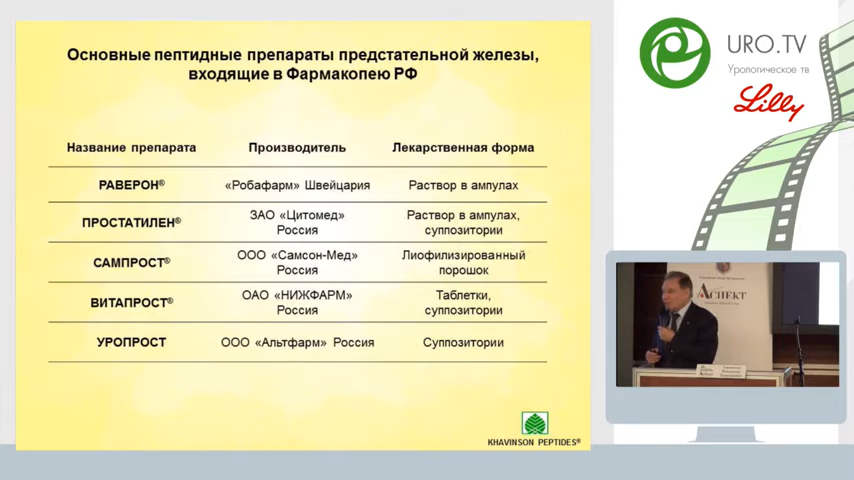 Основные пептидные препараты предстательной железы,
входящие в Фармакопею РФ
Название препарата Производитель Лекарственная форма
РАВЕРОН® «Робафарм» Швейцария Раствор в ампулах
ПРОСТАТИЛЕН® ЗАО «Цитомед» Россия Раствор в ампулах, суппозитории
САМПРОСТ® ООО «Самсон-Мед» Россия Лиофилизированный порошок
ВИТАПРОСТ® ОАО «НИЖФАРМ» Россия Таблетки, суппозитории
УРОПРОСТ ООО «Альтфарм» Россия Суппозитории
KHAVINSON PEPTIDES®
URO.TV
Урологическое тв
Lilly
АСПЕКТ